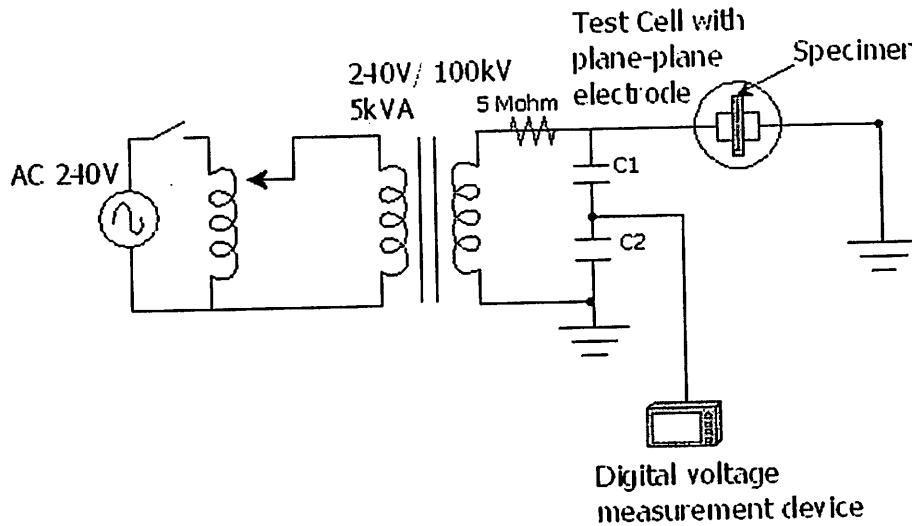 Test Cell with
plane-plane
electrode
Specimen
240V/ 100kV
5kVA
5 Mohm
AC 240V
C1
C2
Digital voltage
measurement device